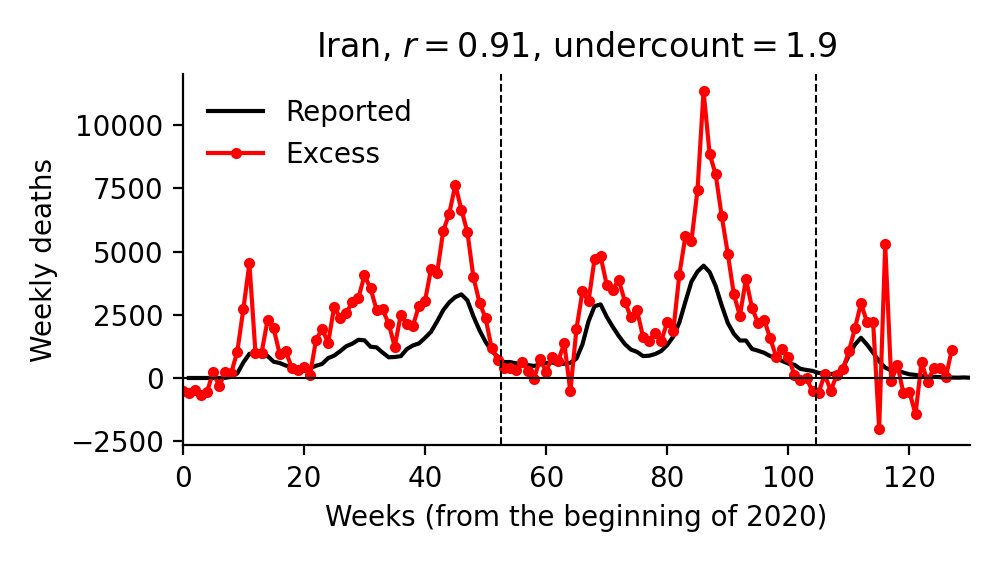 Iran, r = 0.91, undercount = 1.9
Reported
Excess
10000
7500
5000
2500
0
−2500
Weekly deaths
0 20 40 60 80 100 120
Weeks (from the beginning of 2020)